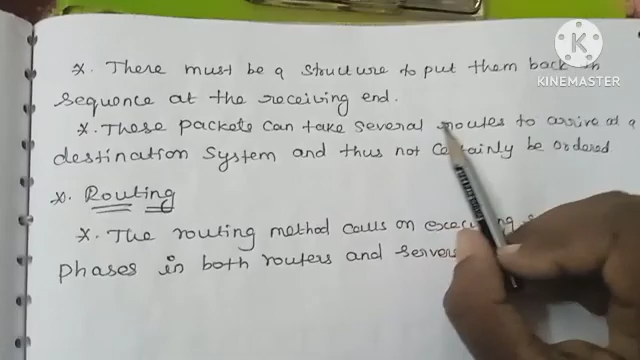 *. There must be a structure to put them back in
sequence at the receiving end.
*. These packets can take several routes to arrive at a
destination system and thus not certainly be ordered
*. Routing
*. The routing method calls on
phases in both routers and
KINEMASTER